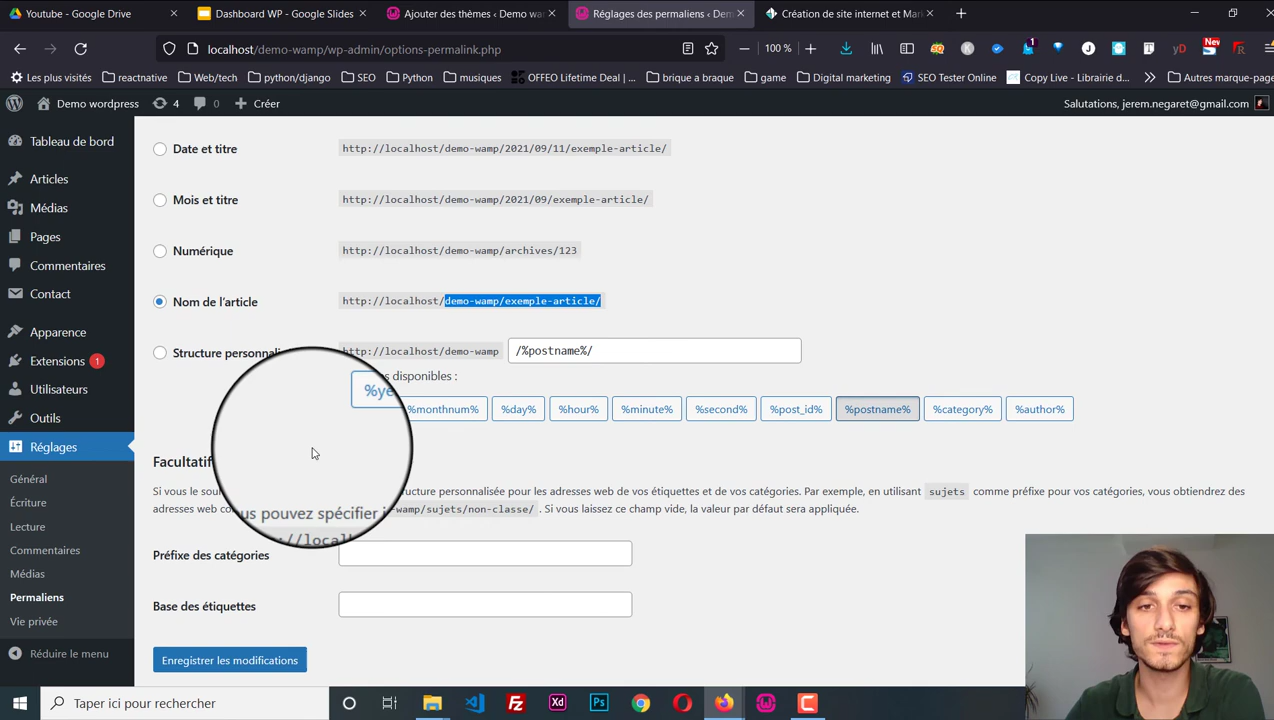 Youtube - Google Drive
Dashboard WP - Google Slides
Ajouter des thèmes ‹ Demo wa
Réglages des permaliens ‹ Dem
Création de site internet et Mar
localhost/demo-wamp/wp-admin/options-permalink.php
100 %
1
New
Les plus visités
reactnative
Web/tech
python/django
SEO
Python
musiques
OFFEO Lifetime Deal | ...
brique a braque
game
Digital marketing
SEO Tester Online
Copy Live - Librairie d...
Autres marque-page
Demo wordpress
4
0
Créer
Salutations, jerem.negaret@gmail.com
Tableau de bord
Articles
Médias
Pages
Commentaires
Contact
Apparence
Extensions 1
Utilisateurs
Outils
Réglages
Général
Écriture
Lecture
Commentaires
Médias
Permaliens
Vie privée
Réduire le menu
Date et titre
http://localhost/demo-wamp/2021/09/11/exemple-article/
Mois et titre
http://localhost/demo-wamp/2021/09/exemple-article/
Numérique
http://localhost/demo-wamp/archives/123
Nom de l'article
http://localhost/demo-wamp/exemple-article/
Structure personnali
http://localhost/demo-wamp
/%postname%/
s disponibles :
%ye
%monthnum%
%day%
%hour%
%minute%
%second%
%post_id%
%postname%
%category%
%author%
Facultatif
Si vous le sou
tructure personnalisée pour les adresses web de vos étiquettes et de vos catégories. Par exemple, en utilisant sujets comme préfixe pour vos catégories, vous obtiendrez des
us pouvez spécifier i
adresses web co
-wamp/sujets/non-classe/ . Si vous laissez ce champ vide, la valeur par défaut sera appliquée.
://local
Préfixe des catégories
Base des étiquettes
Enregistrer les modifications
Taper ici pour rechercher
Fz
Xd
Ps